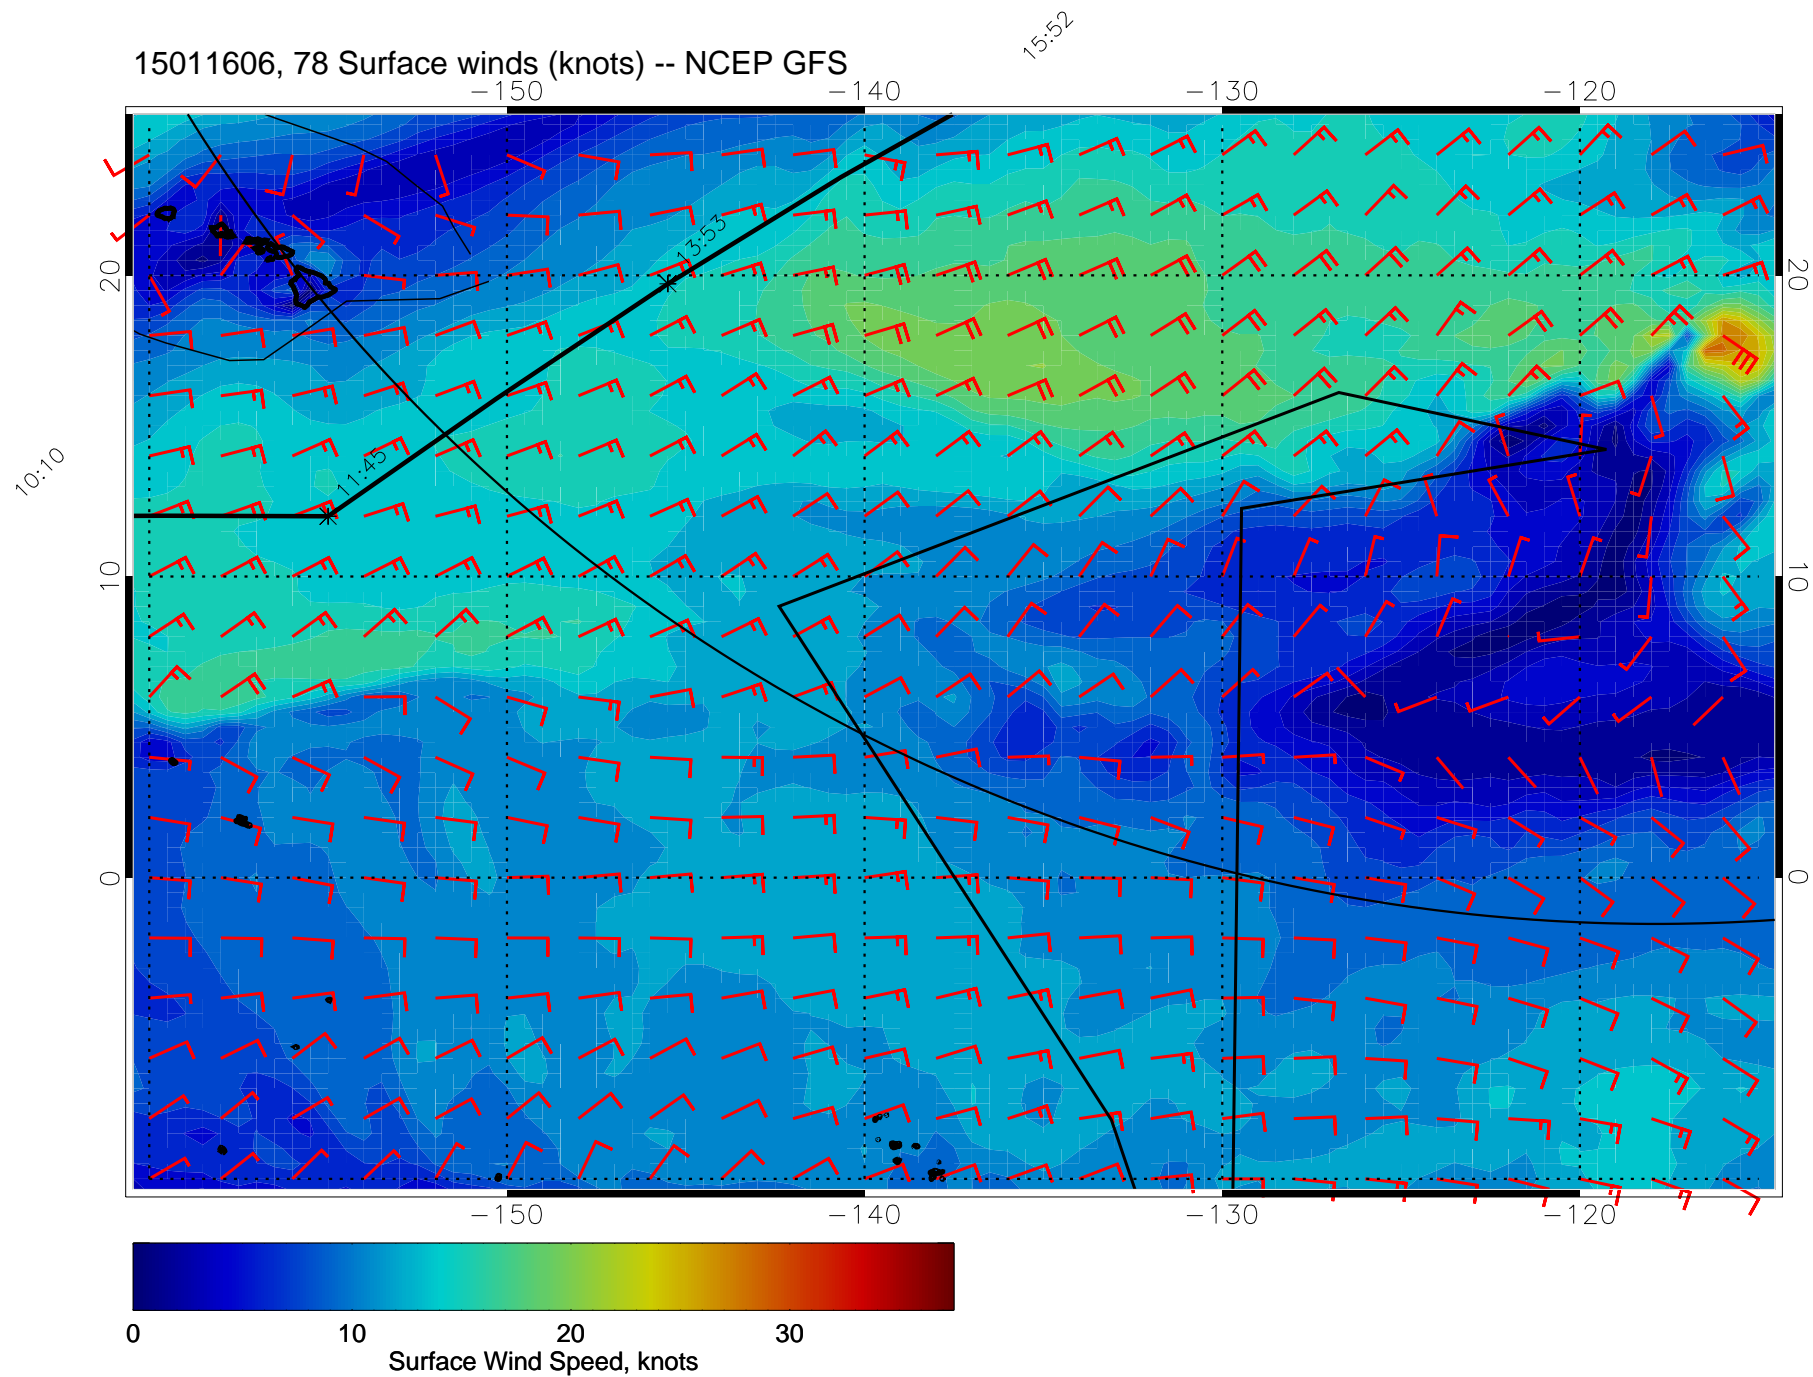 15:52
15011606, 78 Surface winds (knots) -- NCEP GFS
−150 −140 −130 −120
13:53
20 20
10:10
11:45
10 10
0 0
−150 −140 −130 −120
0 10 20 30
Surface Wind Speed, knots